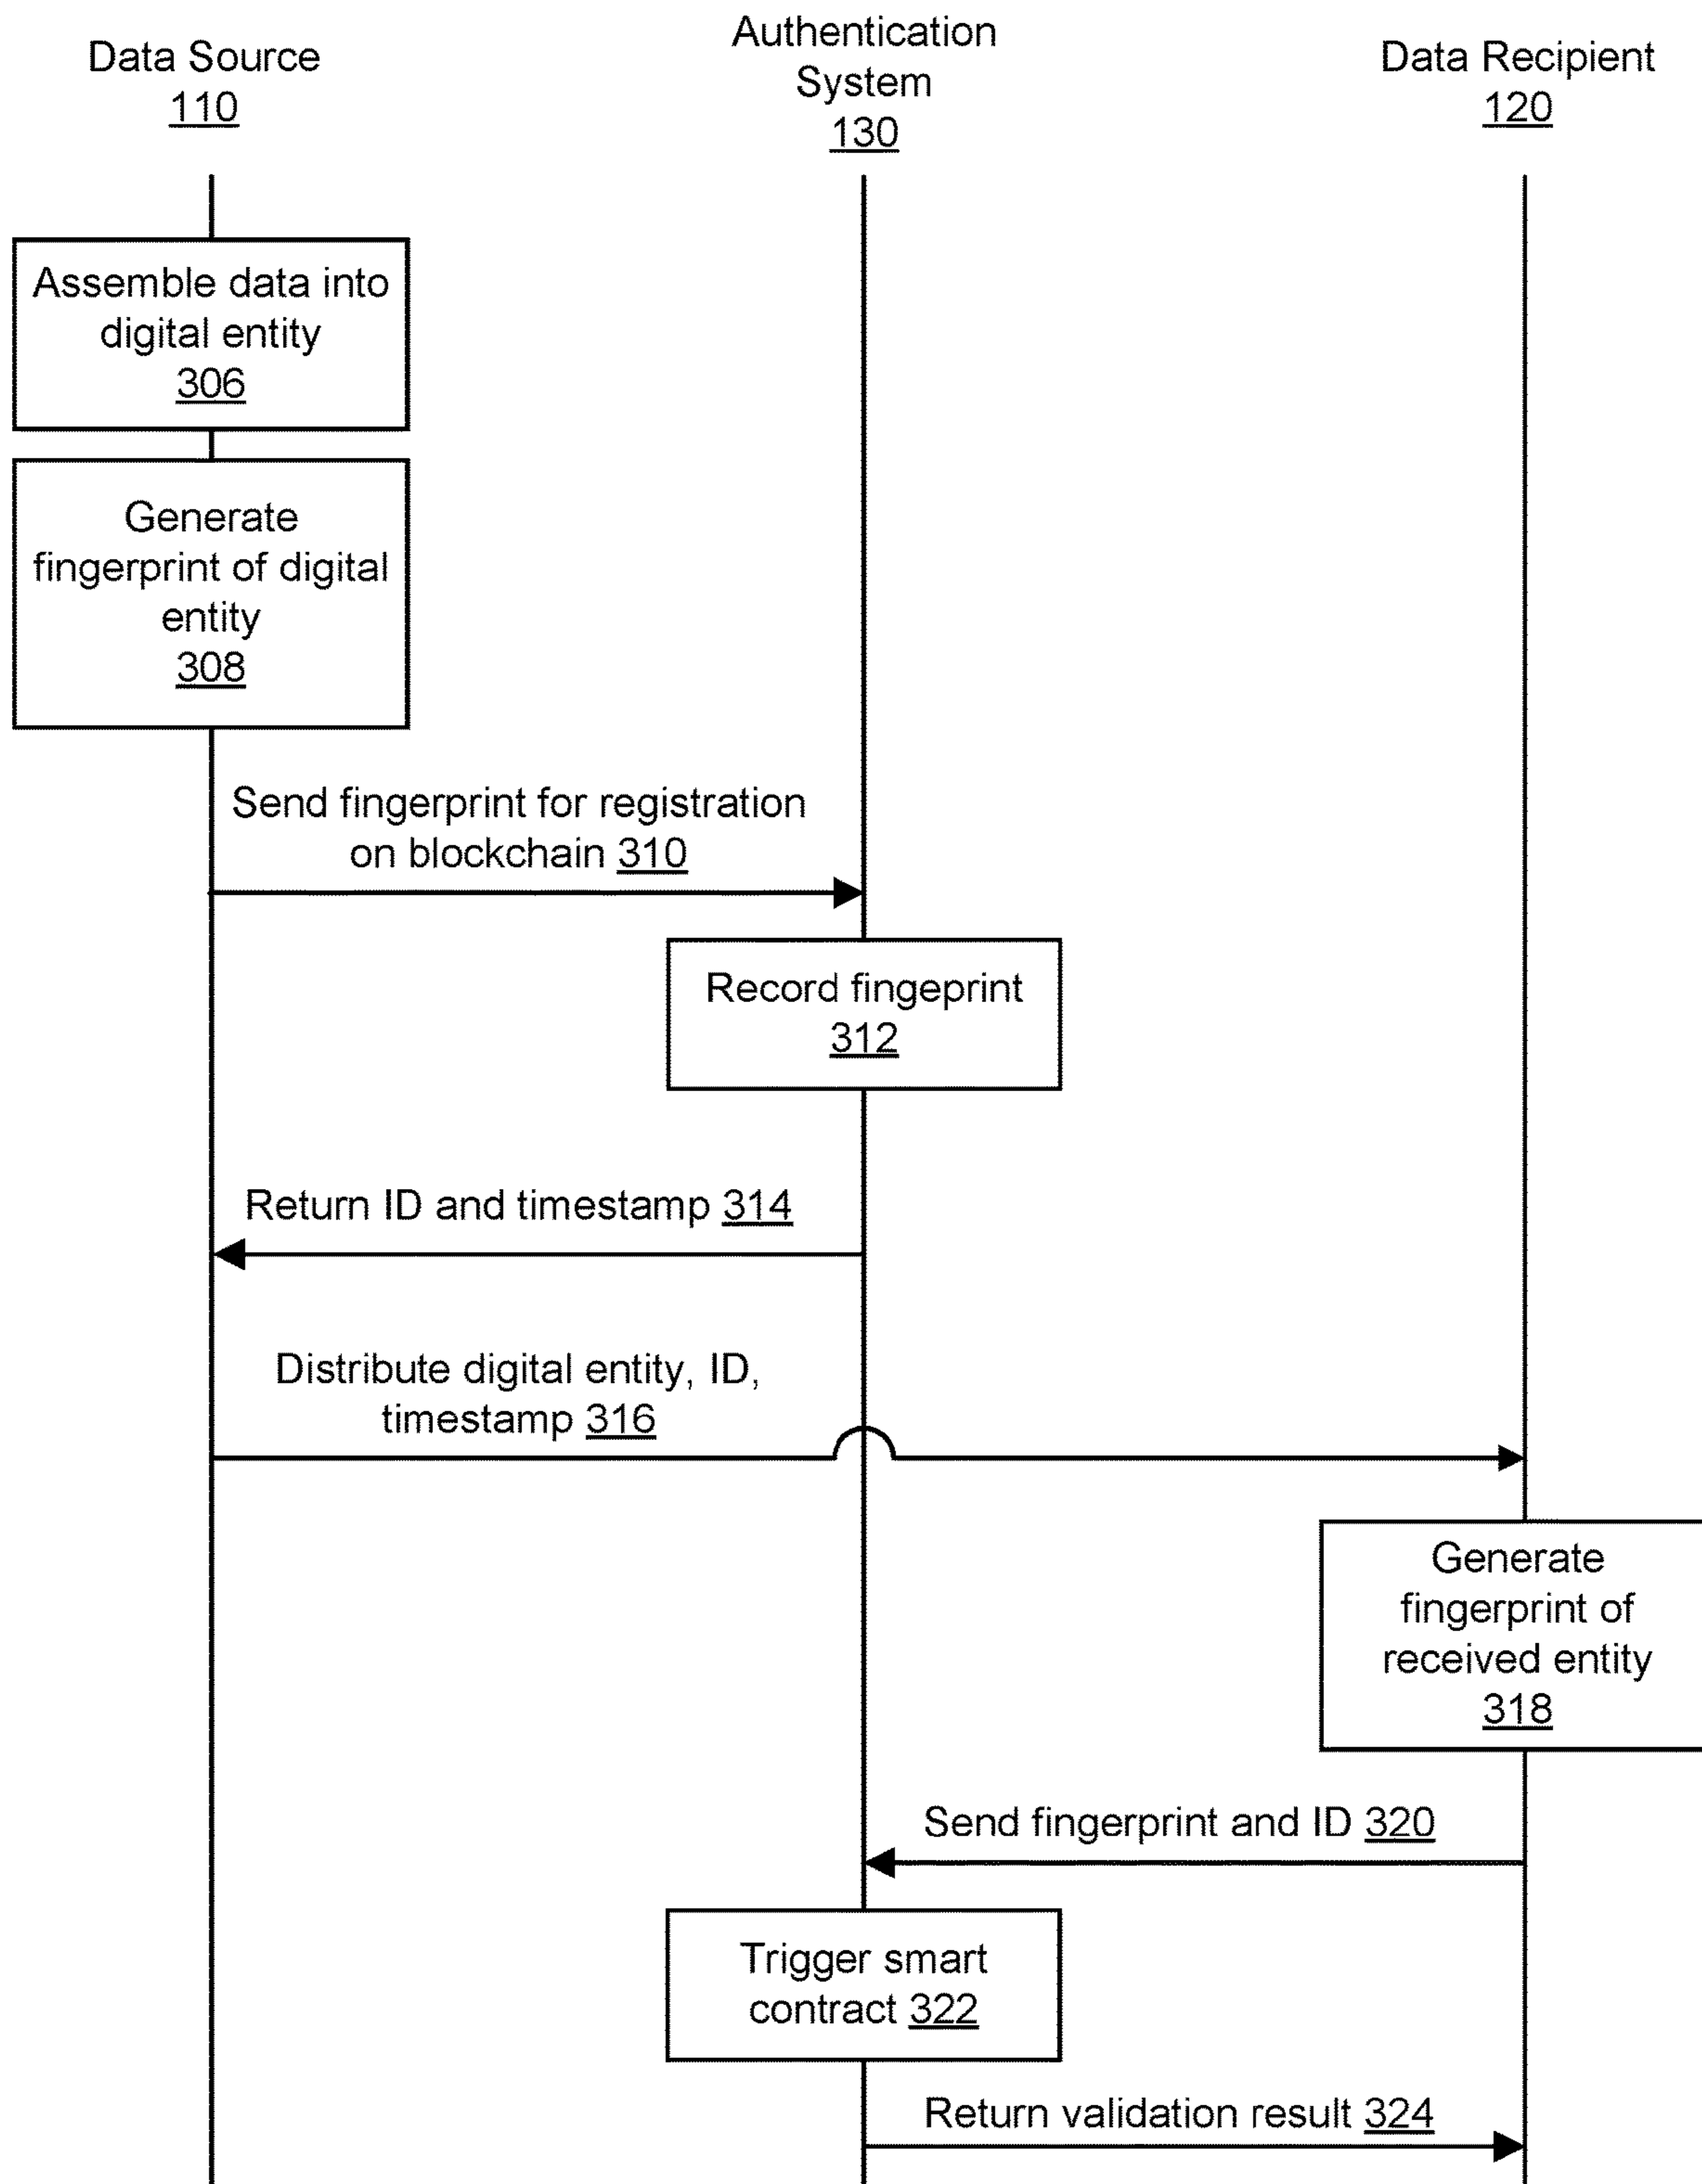 Data Source
110
Authentication
System
130
Data Recipient
120
Assemble data into
digital entity
306
Generate
fingerprint of digital
entity
308
Send fingerprint for registration
on blockchain 310
Record fingeprint
312
Return ID and timestamp 314
Distribute digital entity, ID,
timestamp 316
Generate
fingerprint of
received entity
318
Send fingerprint and ID 320
Trigger smart
contract 322
Return validation result 324